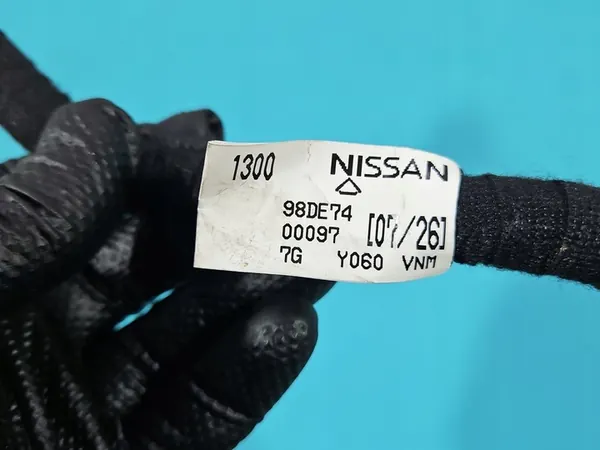 1300 NISSAN
98DE74
00097 [07/26]
7G Y060 VNM